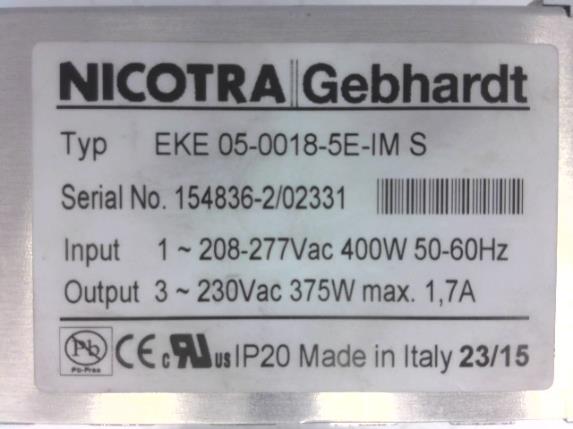 NICOTRA||Gebhardt
Typ EKE 05-0018-5E-IM S
Serial No. 154836-2/02331
Input 1 ~ 208-277Vac 400W 50-60Hz
Output 3 ~ 230Vac 375W max. 1,7A
Pb Pb-Free CE c RU us IP20 Made in Italy 23/15